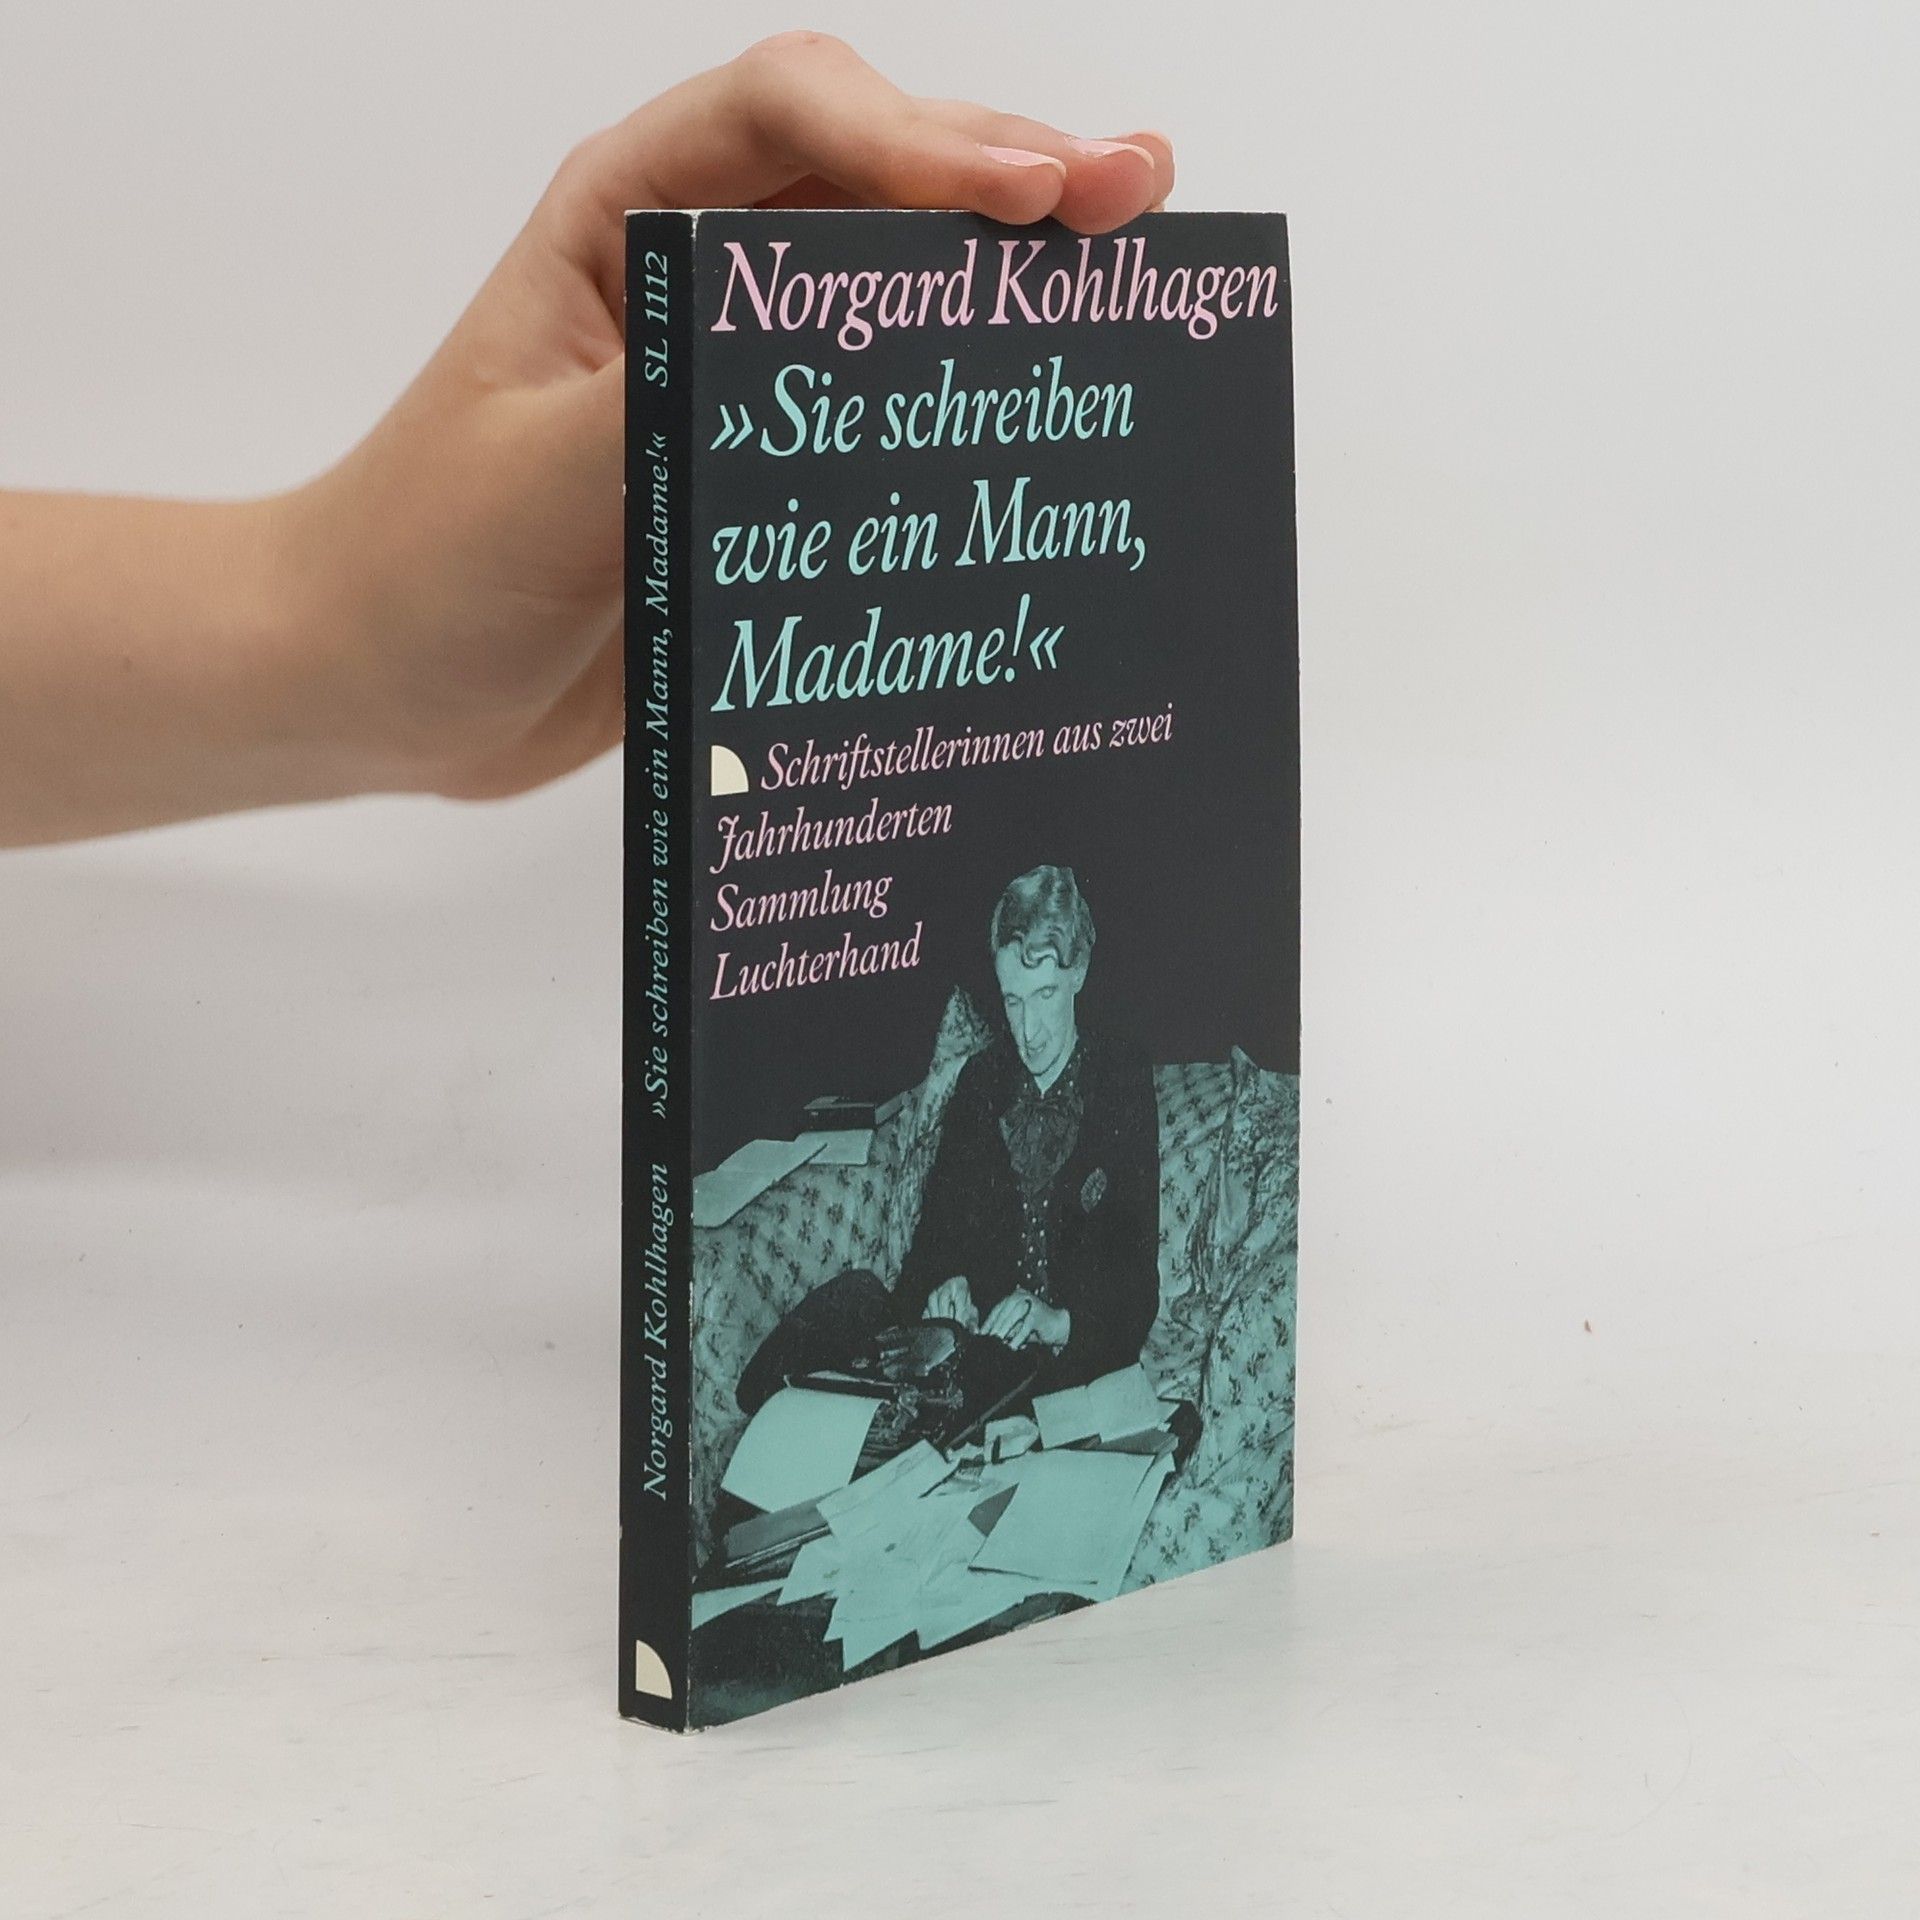 Norgard Kohlhagen
»Sie schreiben
wie ein Mann,
Madame!«
Schriftstellerinnen aus zwei
Jahrhunderten
Sammlung
Luchterhand
Norgard Kohlhagen »Sie schreiben wie ein Mann, Madame!« SL 1112